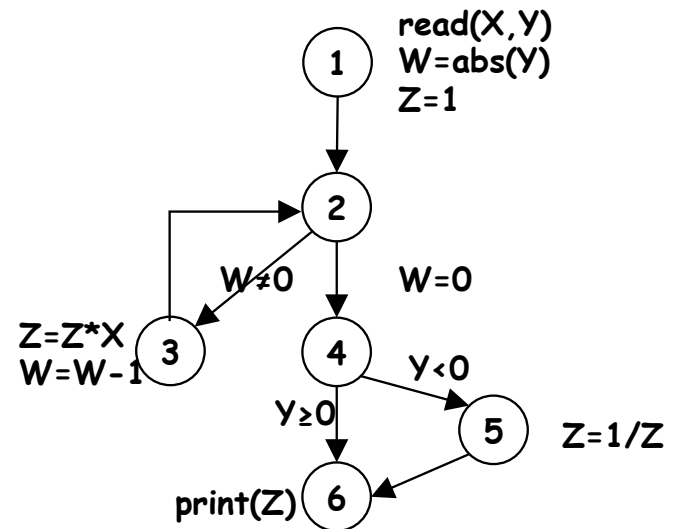 read(X,Y)
1
W=abs(Y)
Z=1
2
W≠0
W=0
Z=Z*X
3
W=W-1
4
Y<0
Y≥0
5
Z=1/Z
print(Z)
6